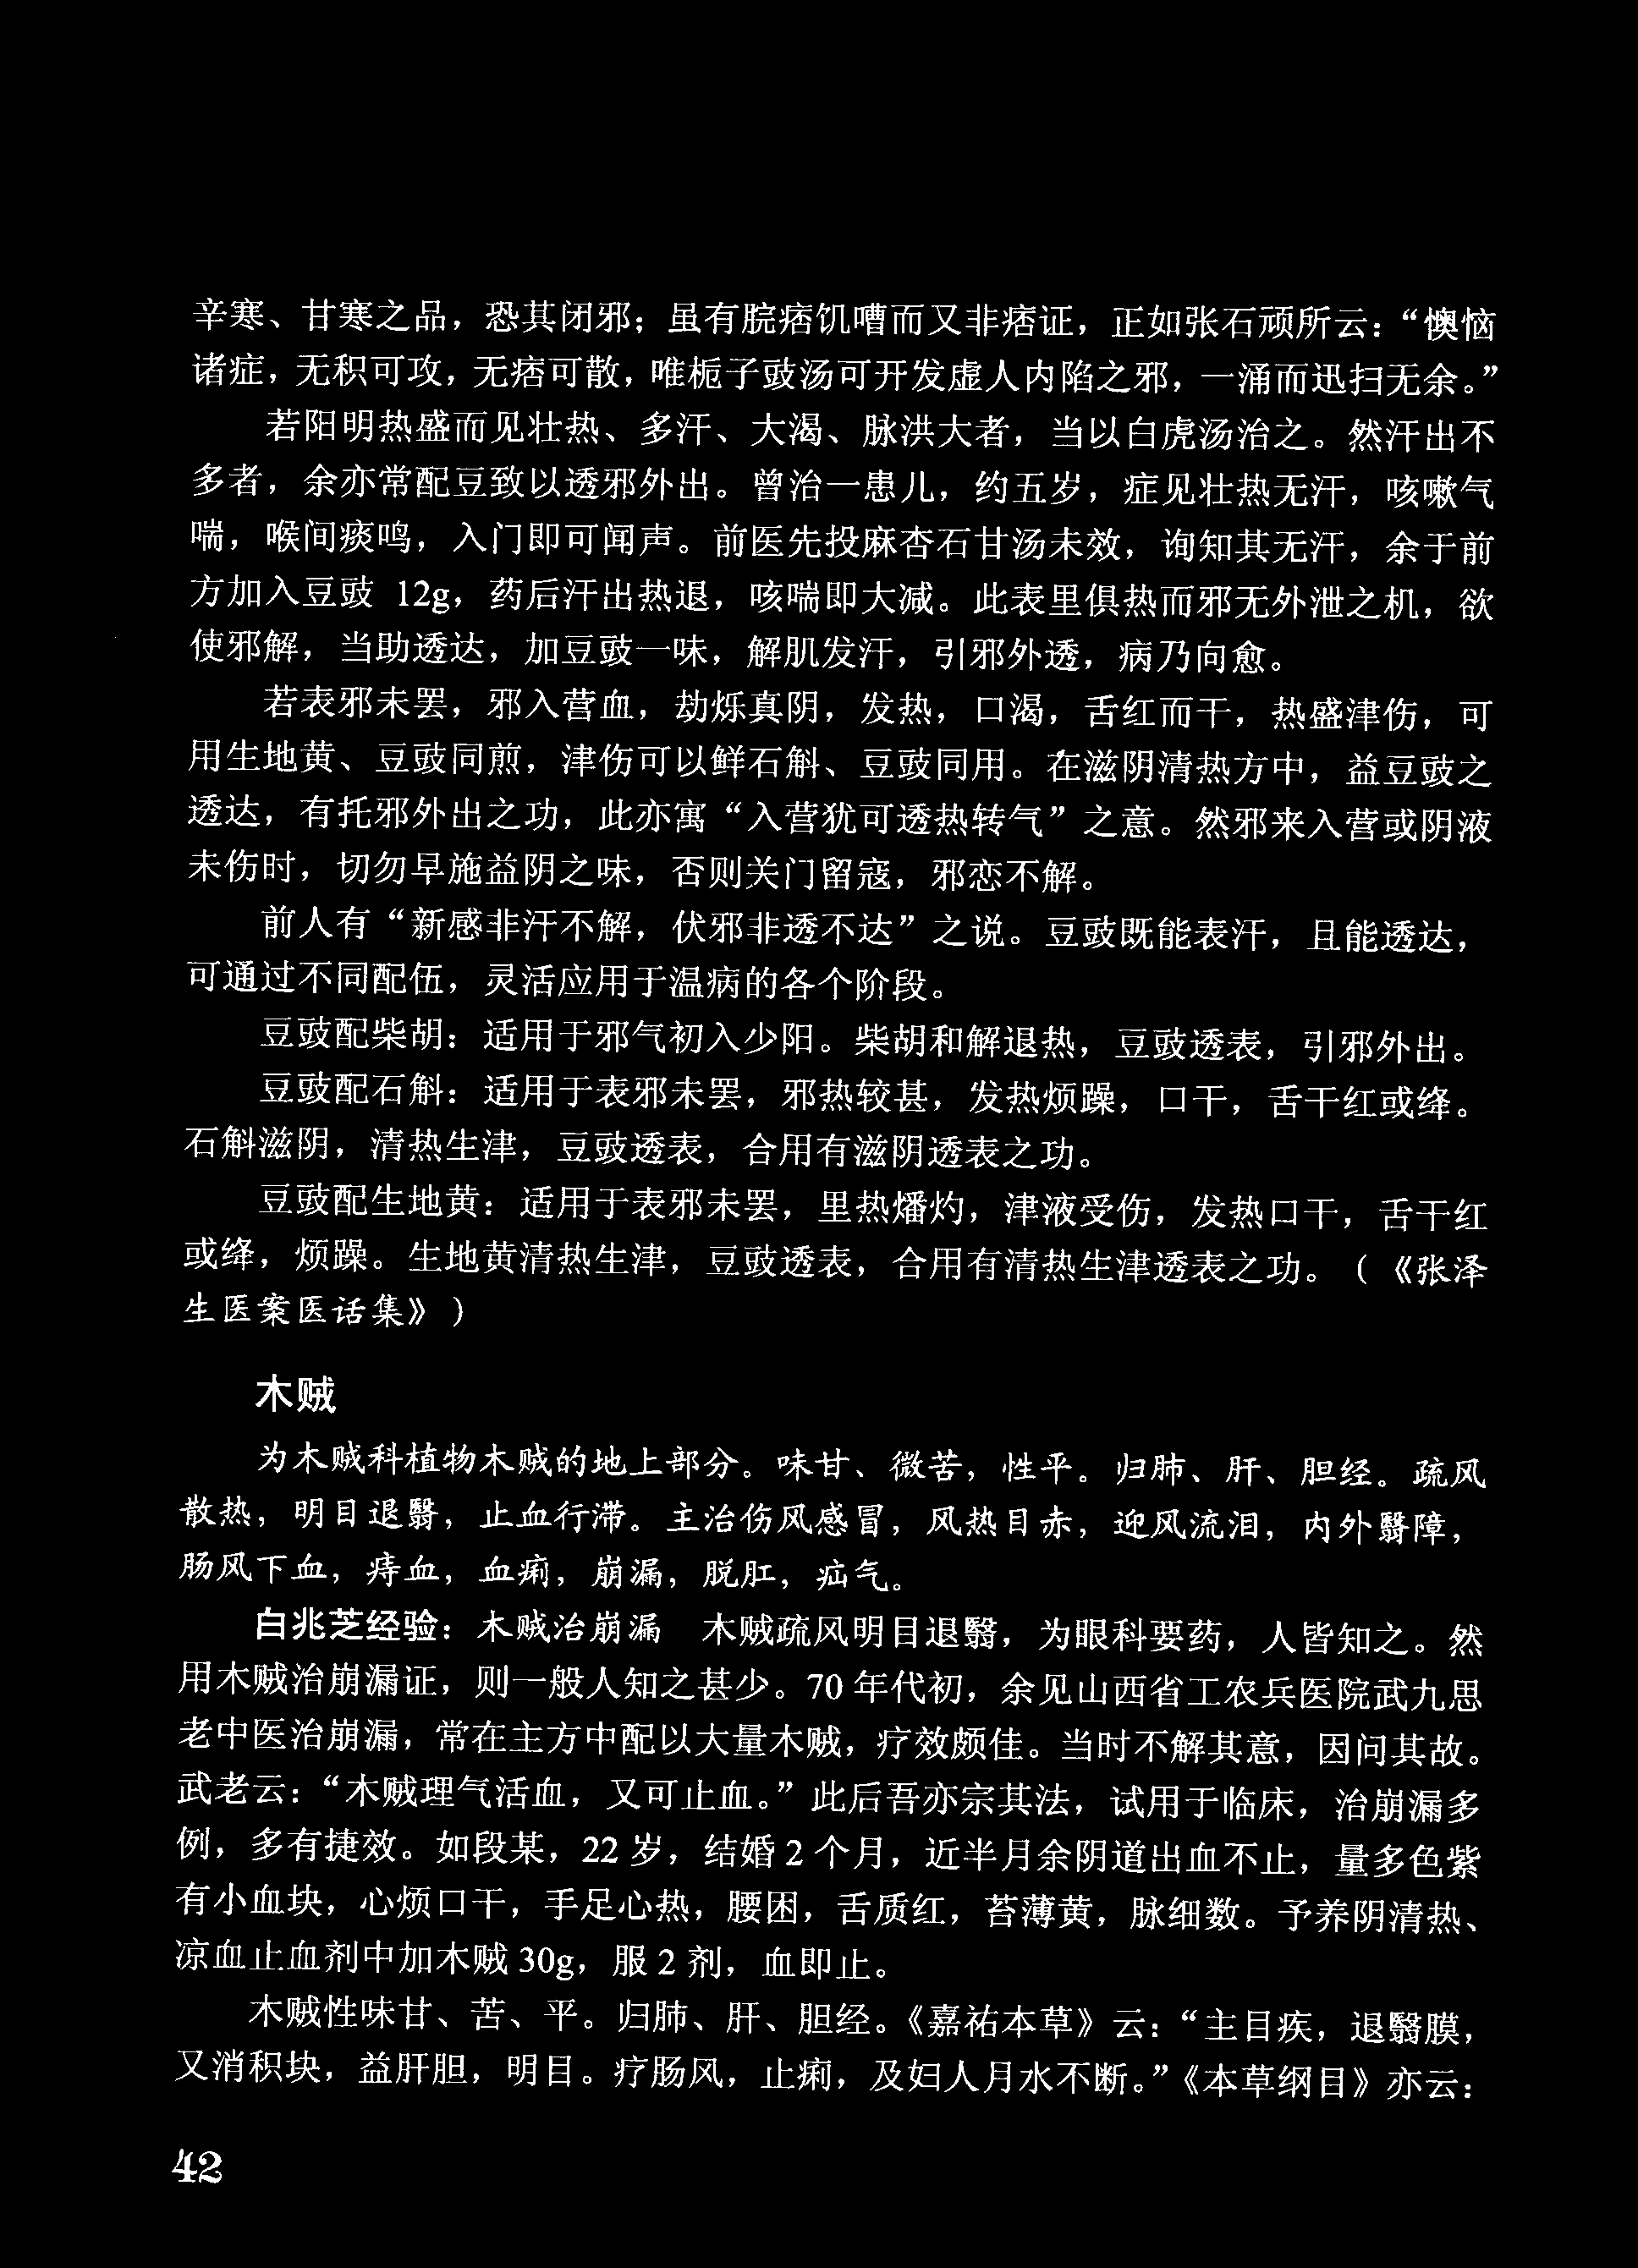 辛寒、甘寒之品，恐其闭邪；虽有脘痞饥嘈而又非痞证，正如张石顽所云：“懊恼
诸症，无积可攻，无痞可散，唯栀子豉汤可开发虚人内陷之邪，一涌而迅扫无余。”
若阳明热盛而见壮热、多汗、大渴、脉洪大者，当以白虎汤治之。然汗出不
多者，余亦常配豆致以透邪外出。曾治一患儿，约五岁，症见壮热无汗，咳嗽气
喘，喉间痰鸣，入门即可闻声。前医先投麻杏石甘汤未效，询知其无汗，余于前
方加入豆豉 12g，药后汗出热退，咳喘即大减。此表里俱热而邪无外泄之机，欲
使邪解，当助透达，加豆豉一味，解肌发汗，引邪外透，病乃向愈。
若表邪未罢，邪入营血，劫烁真阴，发热，口渴，舌红而干，热盛津伤，可
用生地黄、豆豉同煎，津伤可以鲜石斛、豆豉同用。在滋阴清热方中，益豆豉之
透达，有托邪外出之功，此亦寓“入营犹可透热转气”之意。然邪来入营或阴液
未伤时，切勿早施益阴之味，否则关门留寇，邪恋不解。
前人有“新感非汗不解，伏邪非透不达”之说。豆豉既能表汗，且能透达，
可通过不同配伍，灵活应用于温病的各个阶段。
豆豉配柴胡：适用于邪气初入少阳。柴胡和解退热，豆豉透表，引邪外出。
豆豉配石斛：适用于表邪未罢，邪热较甚，发热烦躁，口干，舌干红或绛。
石斛滋阴，清热生津，豆豉透表，合用有滋阴透表之功。
豆豉配生地黄：适用于表邪未罢，里热燔灼，津液受伤，发热口干，舌干红
或绛，烦躁。生地黄清热生津，豆豉透表，合用有清热生津透表之功。（《张泽
生医案医话集》）
木贼
为木贼科植物木贼的地上部分。味甘、微苦，性平。归肺、肝、胆经。疏风
散热，明目退翳，止血行滞。主治伤风感冒，风热目赤，迎风流泪，内外翳障，
肠风下血，痔血，血痢，崩漏，脱肛，疝气。
白兆芝经验：木贼治崩漏　木贼疏风明目退翳，为眼科要药，人皆知之。然
用木贼治崩漏证，则一般人知之甚少。70 年代初，余见山西省工农兵医院武九思
老中医治崩漏，常在主方中配以大量木贼，疗效颇佳。当时不解其意，因问其故。
武老云：“木贼理气活血，又可止血。”此后吾亦宗其法，试用于临床，治崩漏多
例，多有捷效。如段某，22 岁，结婚 2 个月，近半月余阴道出血不止，量多色紫
有小血块，心烦口干，手足心热，腰困，舌质红，苔薄黄，脉细数。予养阴清热、
凉血止血剂中加木贼 30g，服 2 剂，血即止。
木贼性味甘、苦、平。归肺、肝、胆经。《嘉祐本草》云：“主目疾，退翳膜，
又消积块，益肝胆，明目。疗肠风，止痢，及妇人月水不断。”《本草纲目》亦云：
42